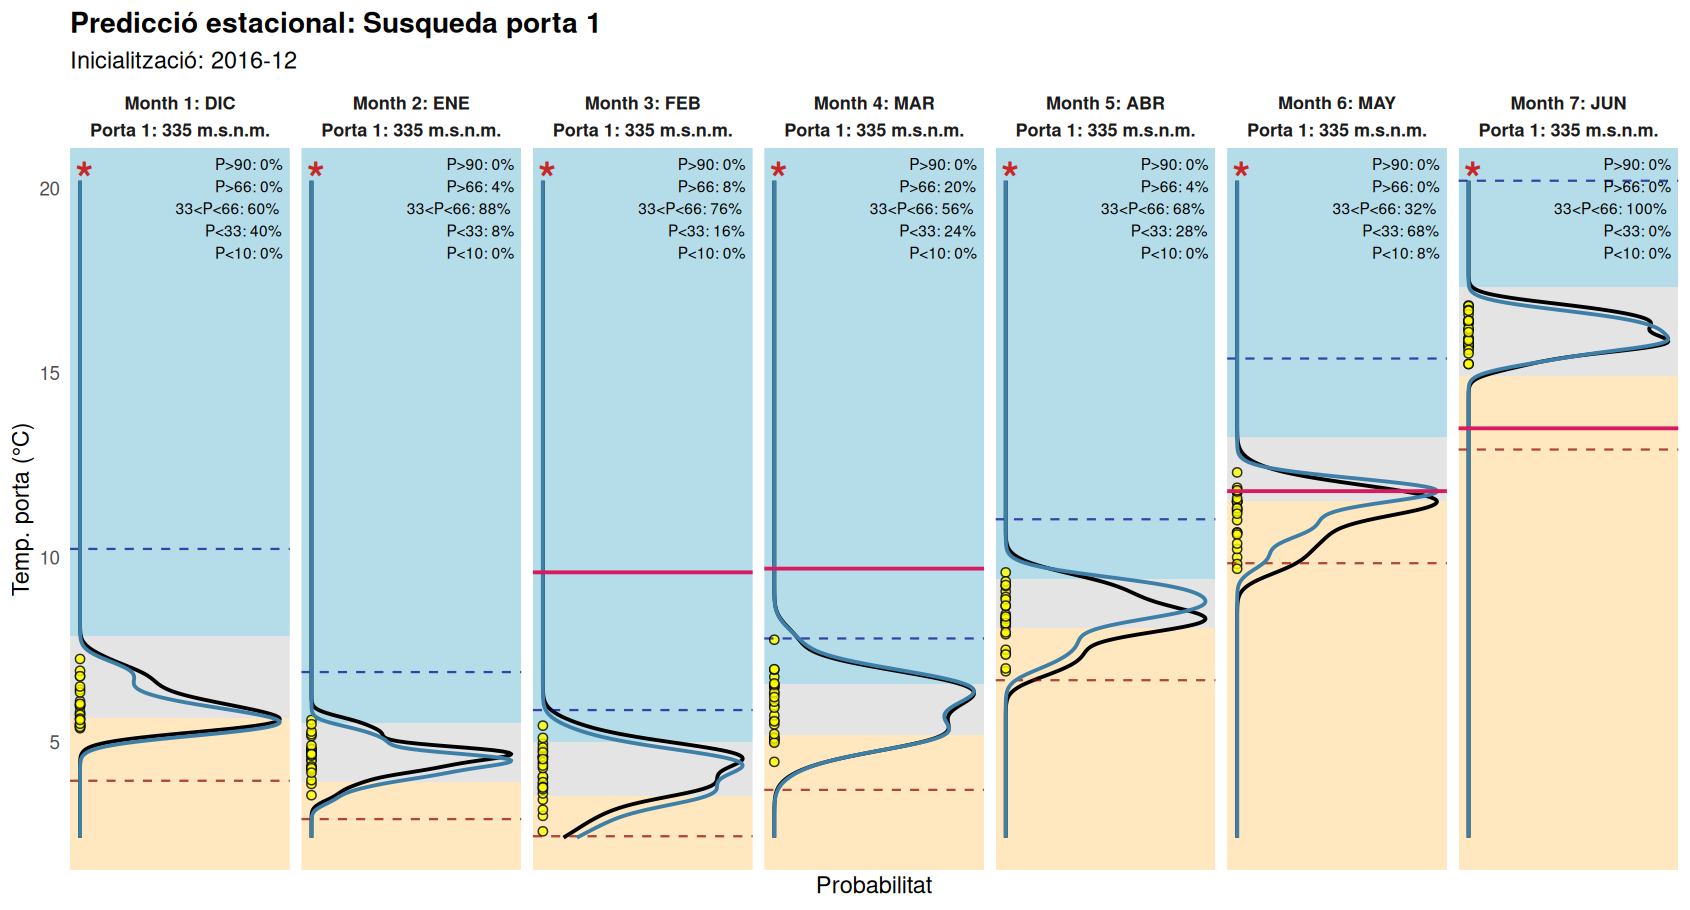 Predicció estacional: Susqueda porta 1
Inicialització: 2016-12
Month 1: DIC
Porta 1: 335 m.s.n.m.
Month 2: ENE
Porta 1: 335 m.s.n.m.
Month 3: FEB
Porta 1: 335 m.s.n.m.
Month 4: MAR
Porta 1: 335 m.s.n.m.
Month 5: ABR
Porta 1: 335 m.s.n.m.
Month 6: MAY
Porta 1: 335 m.s.n.m.
Month 7: JUN
Porta 1: 335 m.s.n.m.
*
P>90: 0%
P>66: 0%
33<P<66: 60%
P<33: 40%
P<10: 0%
*
P>90: 0%
P>66: 4%
33<P<66: 88%
P<33: 8%
P<10: 0%
*
P>90: 0%
P>66: 8%
33<P<66: 76%
P<33: 16%
P<10: 0%
*
P>90: 0%
P>66: 20%
33<P<66: 56%
P<33: 24%
P<10: 0%
*
P>90: 0%
P>66: 4%
33<P<66: 68%
P<33: 28%
P<10: 0%
*
P>90: 0%
P>66: 0%
33<P<66: 32%
P<33: 68%
P<10: 8%
*
P>90: 0%
P>66: 0%
33<P<66: 100%
P<33: 0%
P<10: 0%
20
15
10
5
Temp. porta (°C)
Probabilitat